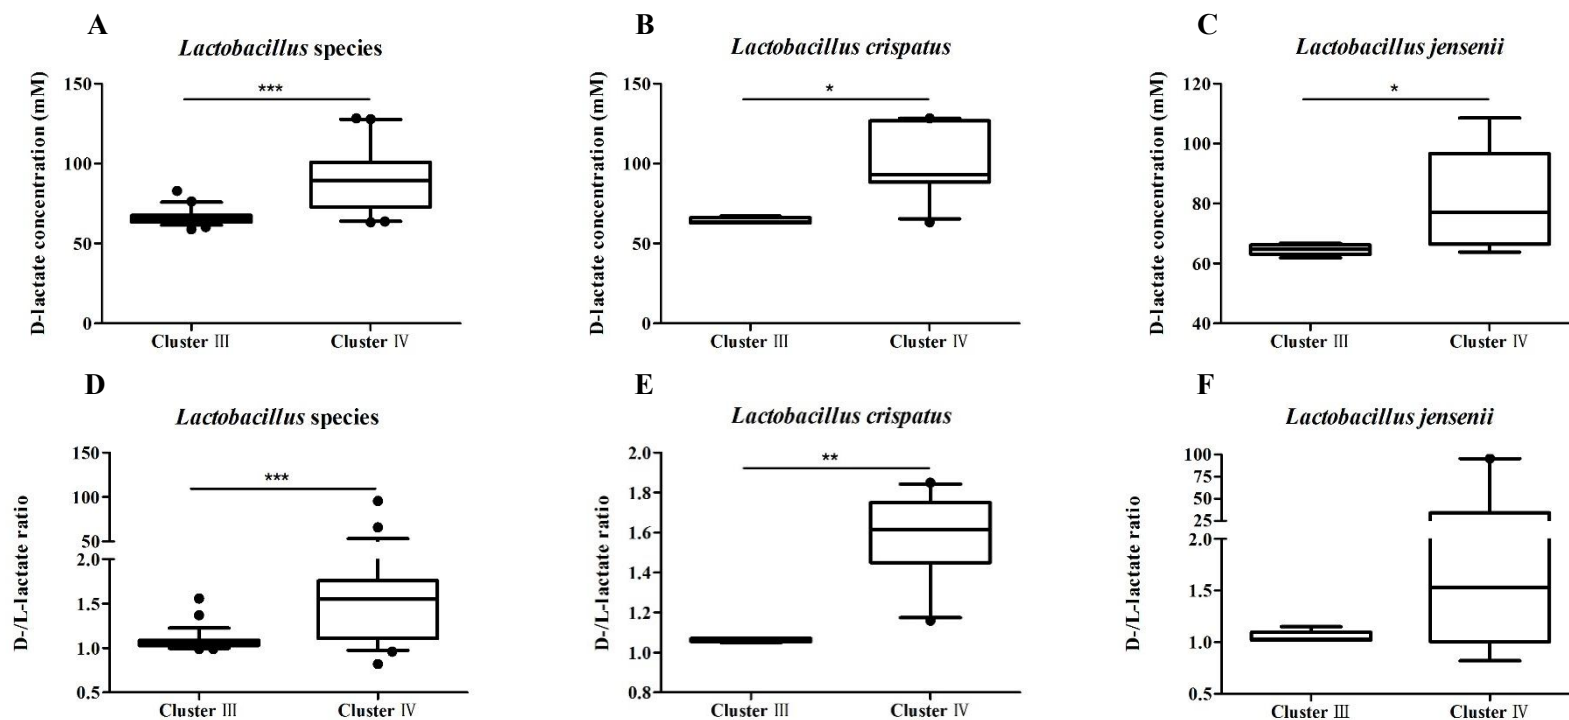 A
Lactobacillus species
D-lactate concentration (mM)
150
100
50
0
***
Cluster Ⅲ
Cluster Ⅳ
B
Lactobacillus crispatus
D-lactate concentration (mM)
150
100
50
0
*
Cluster Ⅲ
Cluster Ⅳ
C
Lactobacillus jensenii
D-lactate concentration (mM)
120
100
80
60
40
*
Cluster Ⅲ
Cluster Ⅳ
D
Lactobacillus species
D-/L-lactate ratio
150
100
50
2.0
1.5
1.0
0.5
***
Cluster Ⅲ
Cluster Ⅳ
E
Lactobacillus crispatus
D-/L-lactate ratio
2.0
1.8
1.6
1.4
1.2
1.0
0.8
**
Cluster Ⅲ
Cluster Ⅳ
F
Lactobacillus jensenii
D-/L-lactate ratio
100
75
50
25
2.0
1.5
1.0
0.5
Cluster Ⅲ
Cluster Ⅳ